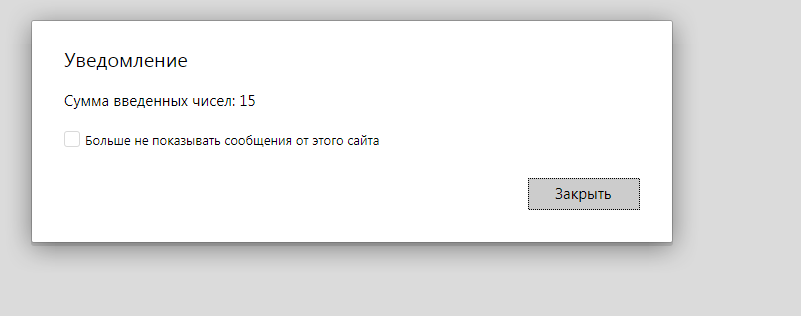 Уведомление
Сумма введенных чисел: 15
Больше не показывать сообщения от этого сайта
Закрыть